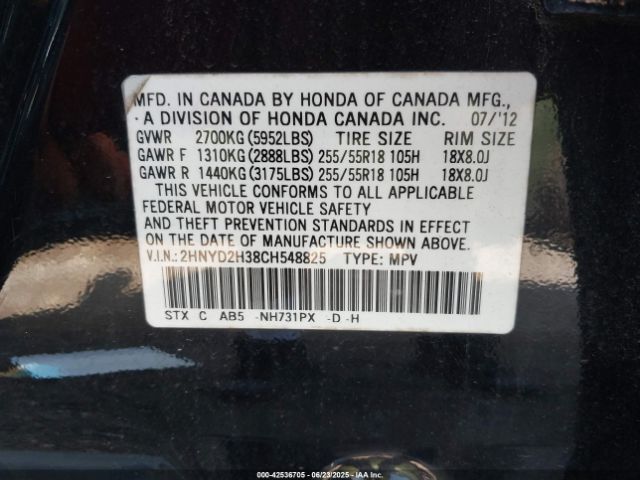 MFD. IN CANADA BY HONDA OF CANADA MFG.,
A DIVISION OF HONDA CANADA INC. 07/'12
GVWR 2700KG(5952LBS) TIRE SIZE RIM SIZE
GAWR F 1310KG(2888LBS) 255/55R18 105H 18X8.0J
GAWR R 1440KG(3175LBS) 255/55R18 105H 18X8.0J
THIS VEHICLE CONFORMS TO ALL APPLICABLE
FEDERAL MOTOR VEHICLE SAFETY
AND THEFT PREVENTION STANDARDS IN EFFECT
ON THE DATE OF MANUFACTURE SHOWN ABOVE.
V.I.N.:2HNYD2H38CH548825 TYPE: MPV
STX C AB5 -NH731PX -D -H
000-42536705 - 06/23/2025 - IAAI.COM